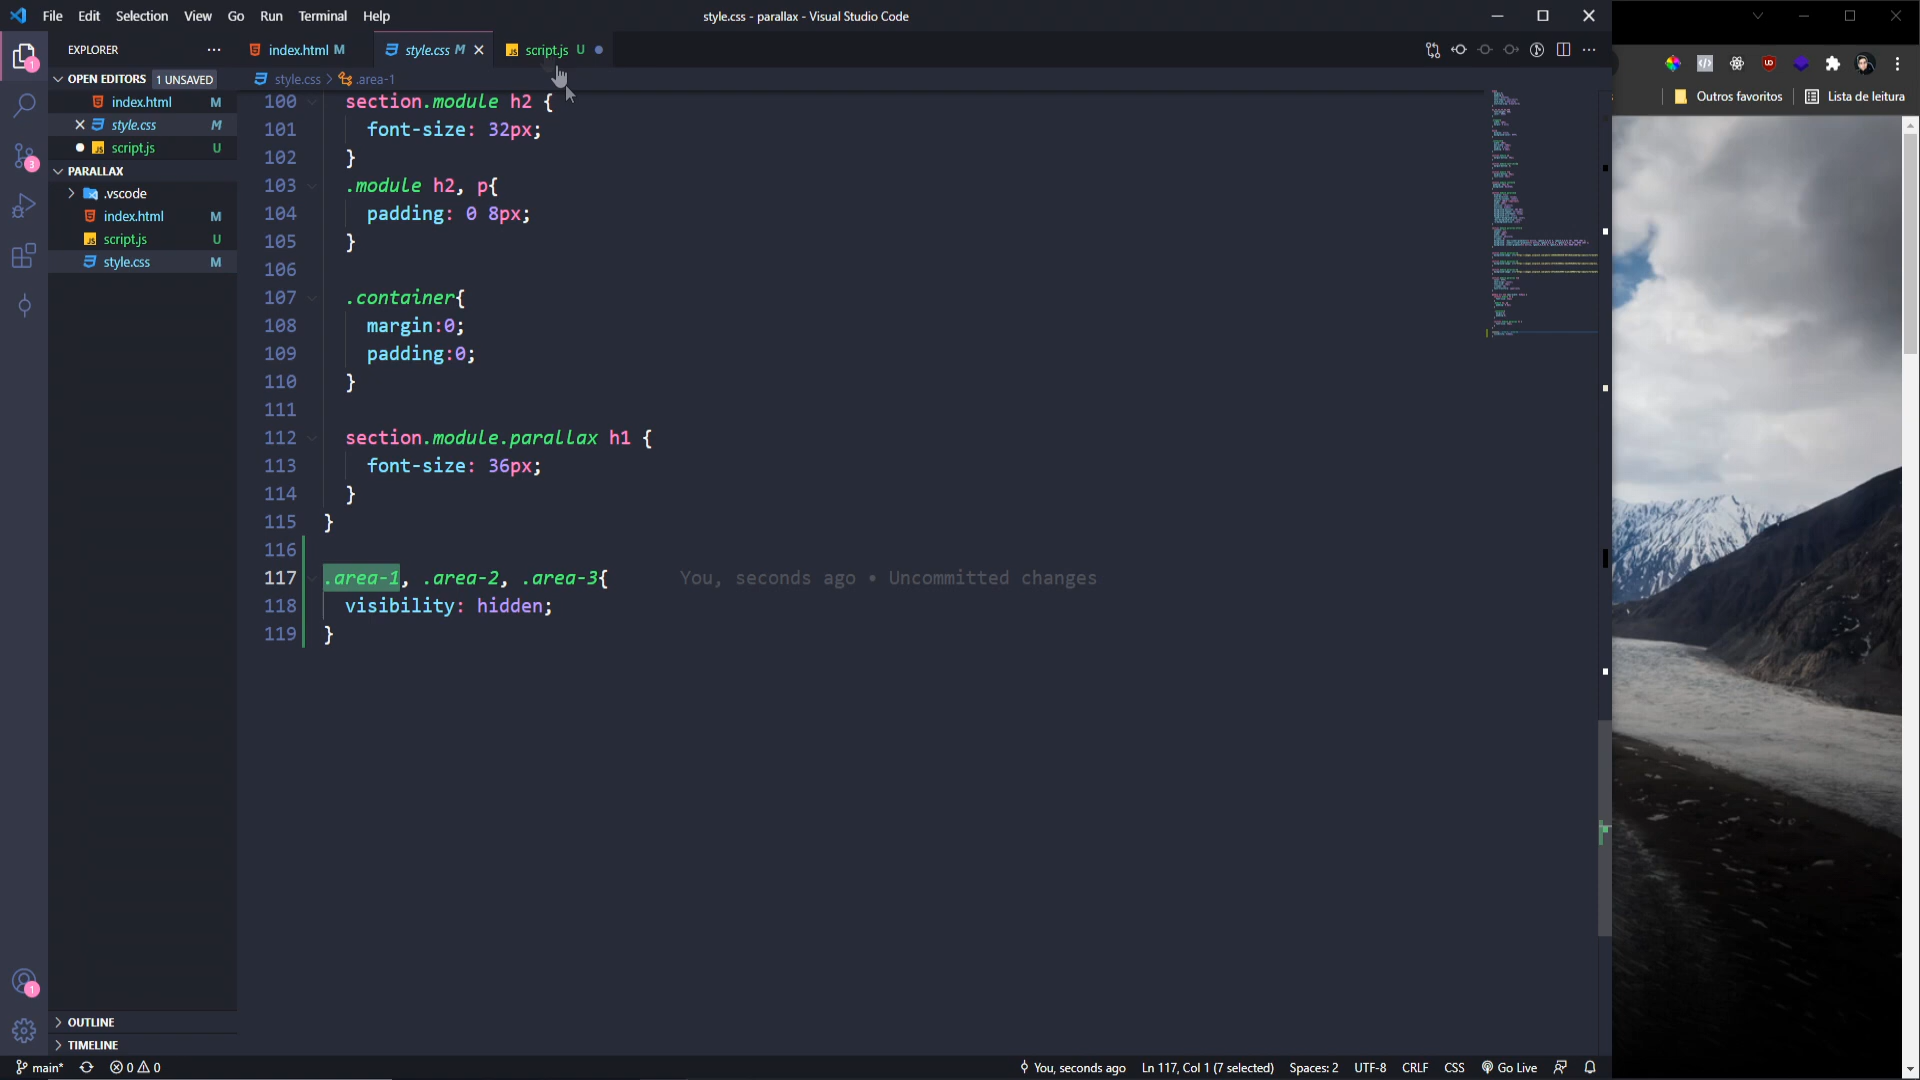 File Edit Selection View Go Run Terminal Help
style.css - parallax - Visual Studio Code
EXPLORER
index.html M
style.css M
script.js U
OPEN EDITORS 1 UNSAVED
style.css > .area-1
index.html M
style.css M
script.js U
PARALLAX
.vscode
index.html M
script.js U
style.css M
100 section.module h2 {
101 font-size: 32px;
102 }
103 .module h2, p{
104 padding: 0 8px;
105 }
106
107 .container{
108 margin:0;
109 padding:0;
110 }
111
112 section.module.parallax h1 {
113 font-size: 36px;
114 }
115 }
116
117 .area-1, .area-2, .area-3{ You, seconds ago • Uncommitted changes
118 visibility: hidden;
119 }
Outros favoritos
Lista de leitura
1
3
1
OUTLINE
TIMELINE
main* 0 0
You, seconds ago Ln 117, Col 1 (7 selected) Spaces: 2 UTF-8 CRLF CSS Go Live